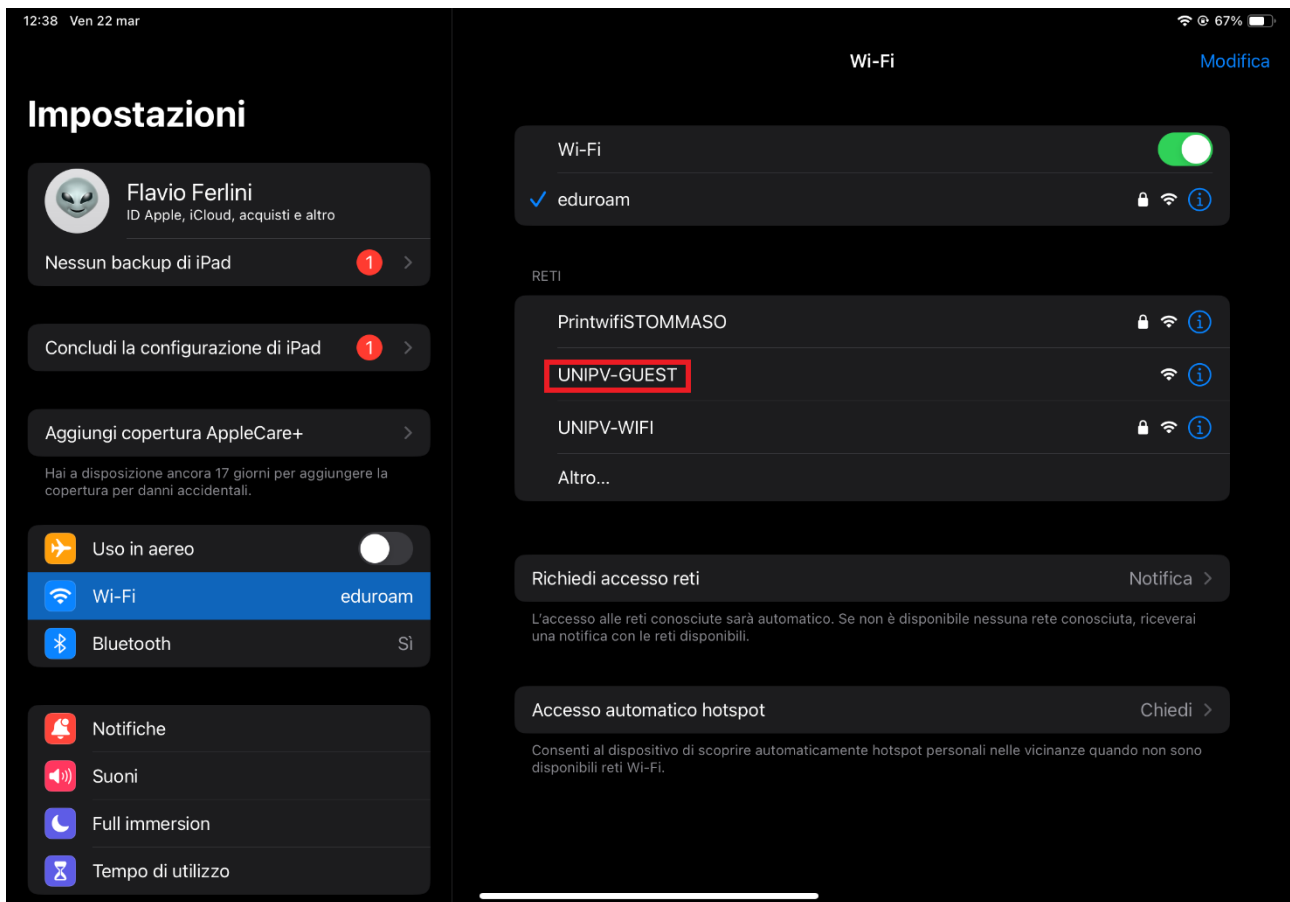 12:38 Ven 22 mar
67%
Impostazioni
Flavio Ferlini
ID Apple, iCloud, acquisti e altro
Nessun backup di iPad 1
Concludi la configurazione di iPad 1
Aggiungi copertura AppleCare+
Hai a disposizione ancora 17 giorni per aggiungere la
copertura per danni accidentali.
Uso in aereo
Wi-Fi eduroam
Bluetooth Sì
Notifiche
Suoni
Full immersion
Tempo di utilizzo
Wi-Fi Modifica
Wi-Fi
eduroam
RETI
PrintwifiSTOMMASO
UNIPV-GUEST
UNIPV-WIFI
Altro...
Richiedi accesso reti Notifica
L'accesso alle reti conosciute sarà automatico. Se non è disponibile nessuna rete conosciuta, riceverai
una notifica con le reti disponibili.
Accesso automatico hotspot Chiedi
Consenti al dispositivo di scoprire automaticamente hotspot personali nelle vicinanze quando non sono
disponibili reti Wi-Fi.